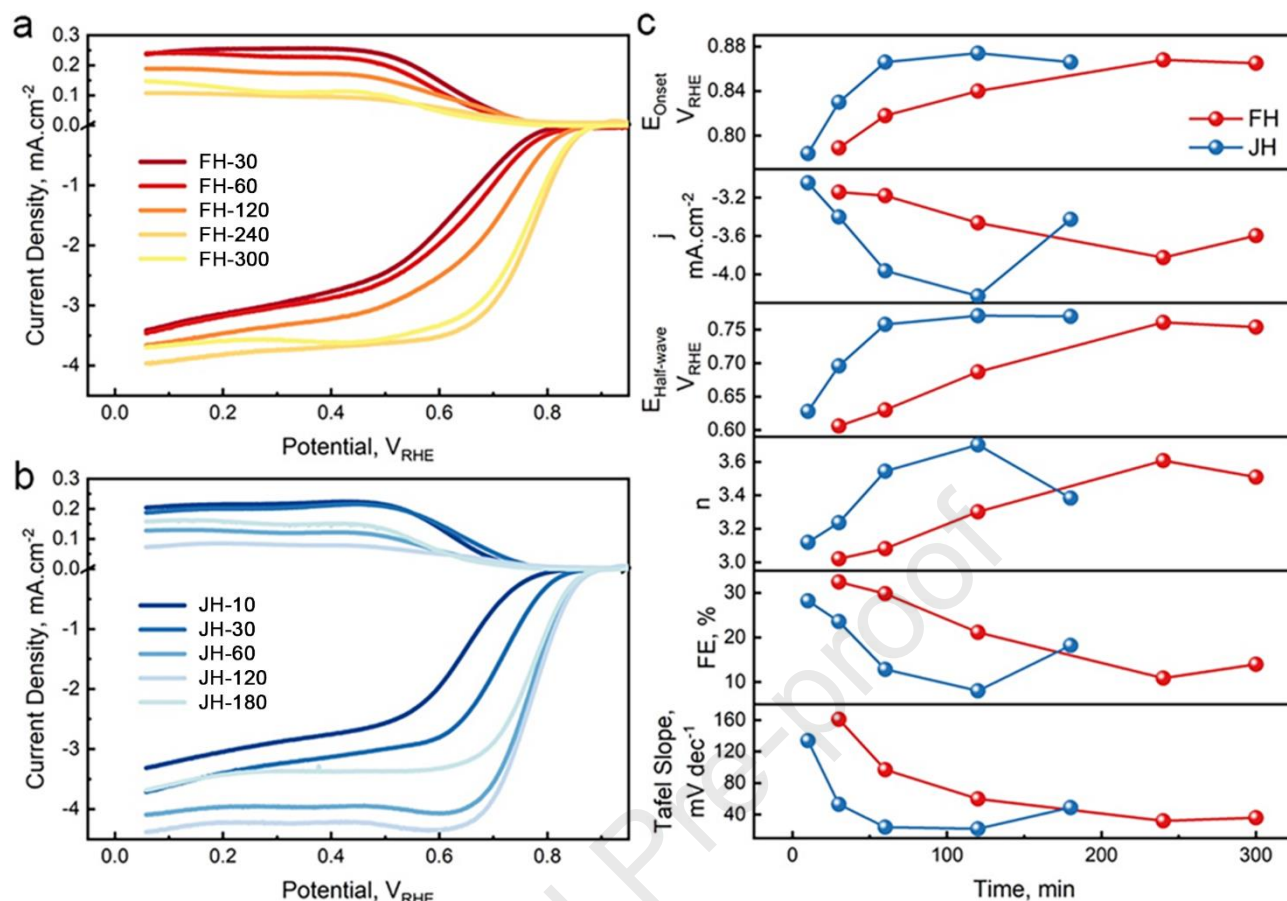 a
0.3
0.2
0.1
0.0
-1
-2
-3
-4
Current Density, mA.cm-2
FH-30
FH-60
FH-120
FH-240
FH-300
0.0 0.2 0.4 0.6 0.8
Potential, VRHE
b
0.3
0.2
0.1
0.0
-1
-2
-3
-4
Current Density, mA.cm-2
JH-10
JH-30
JH-60
JH-120
JH-180
0.0 0.2 0.4 0.6 0.8
Potential, VRHE
c
EOnset
VRHE
0.88
0.84
0.80
FH
JH
j
mA.cm-2
-3.2
-3.6
-4.0
EHalf-wave
VRHE
0.75
0.70
0.65
0.60
n
3.6
3.4
3.2
3.0
FE, %
30
20
10
Tafel Slope,
mV dec-1
160
120
80
40
0 100 200 300
Time, min
Pre-proof